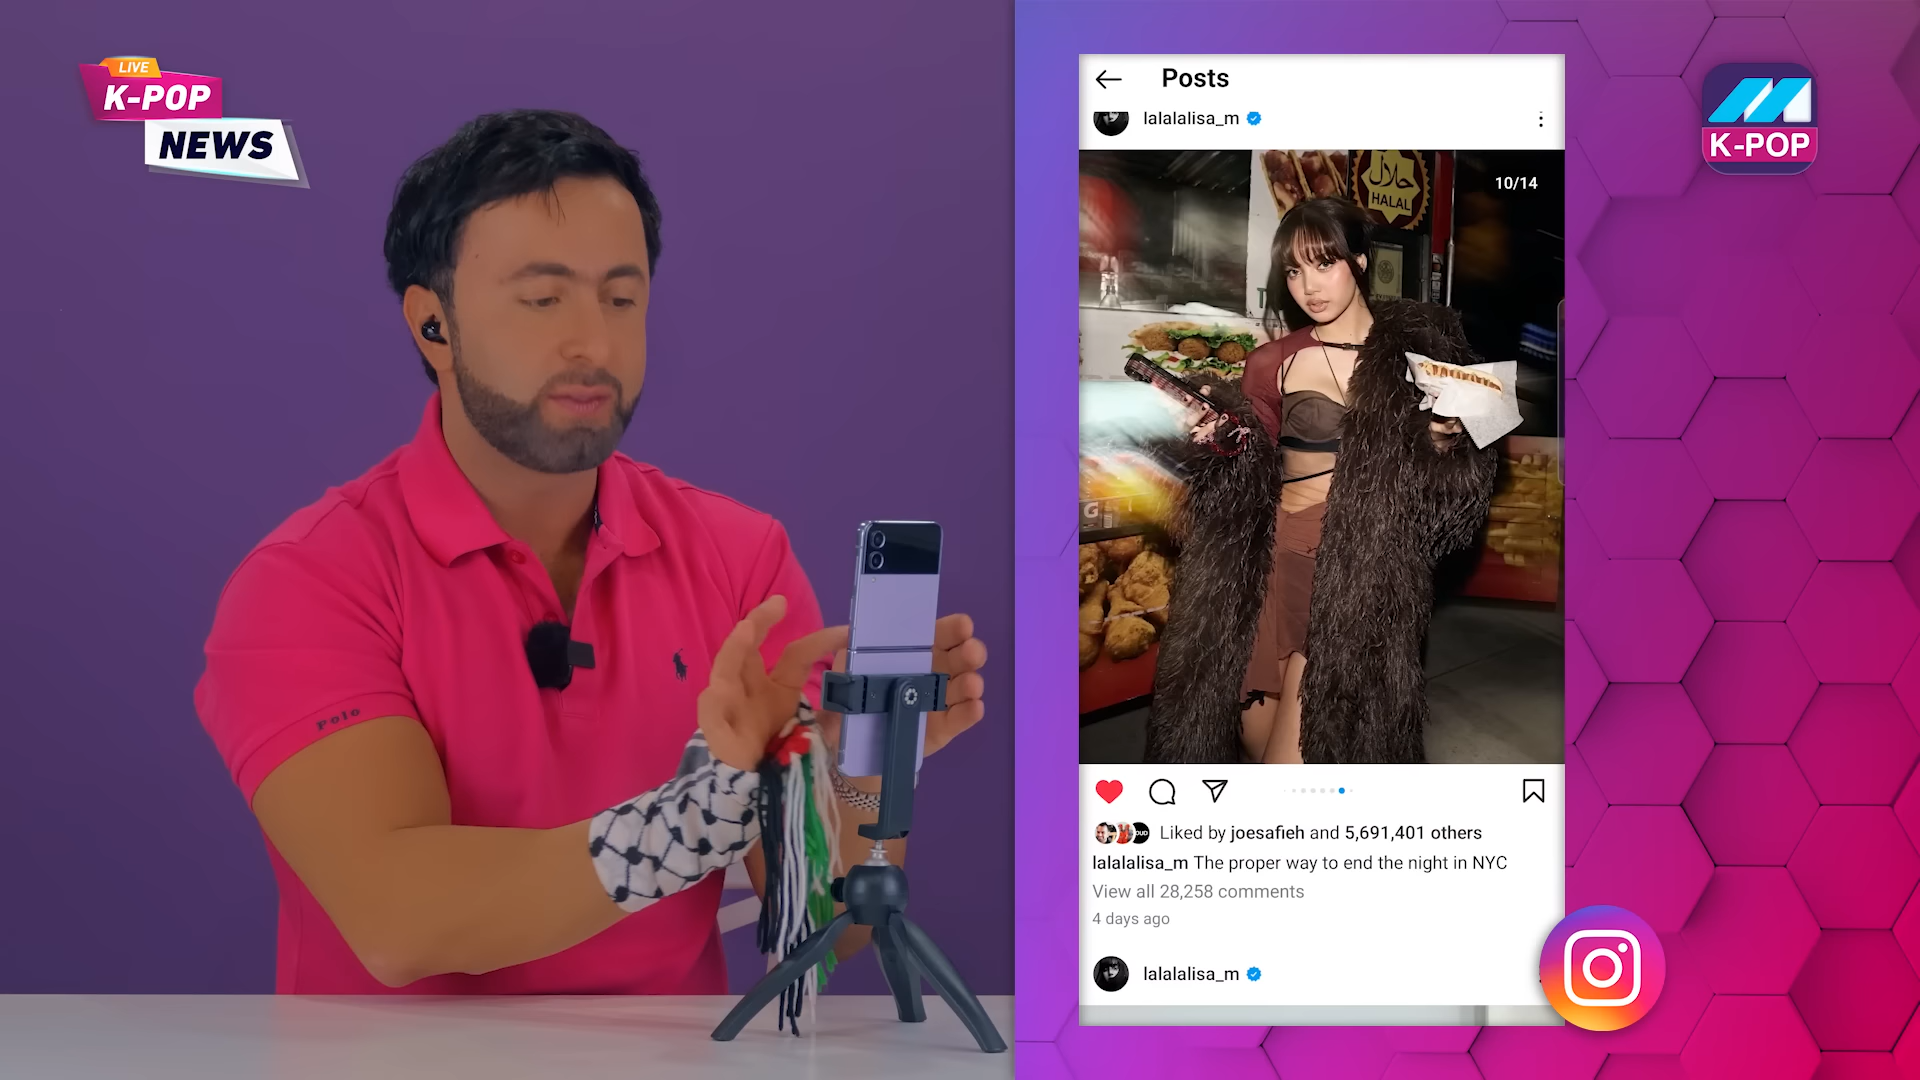 LIVE
K-POP
NEWS
Polo
Posts
lalalalisa_m
10/14
حلال
HALAL
G
Liked by joesafieh and 5,691,401 others
lalalalisa_m The proper way to end the night in NYC
View all 28,258 comments
4 days ago
lalalalisa_m
K-POP